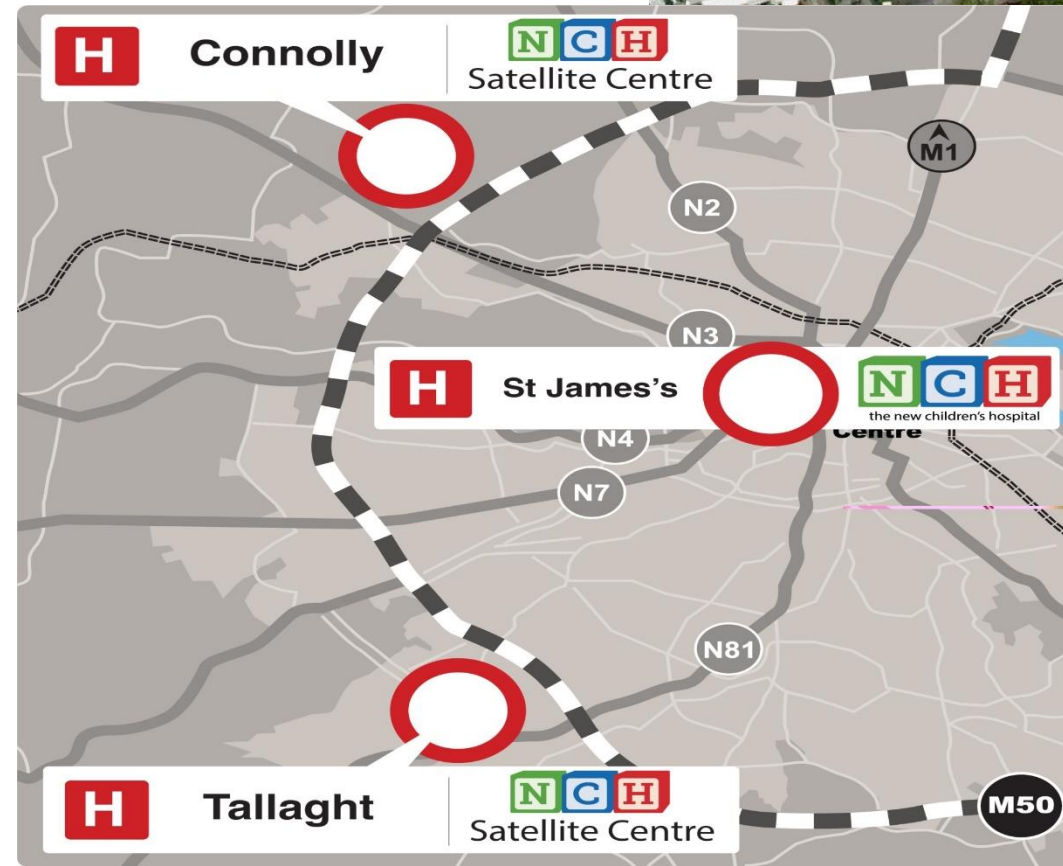 H Connolly NCH
Satellite Centre
M1
N2
N3
H St James's NCH
the new children's hospital
Centre
N4
N7
N81
H Tallaght NCH
Satellite Centre
M50